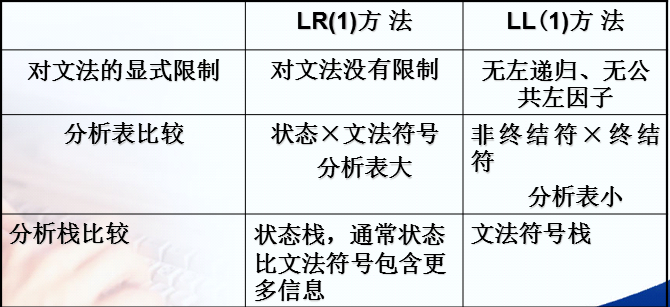 LR(1)方 法
LL(1)方 法
对文法的显式限制
对文法没有限制
无左递归、无公
共左因子
分析表比较
状态×文法符号
分析表大
非终结符×终结
符
分析表小
分析栈比较
状态栈，通常状态
比文法符号包含更
多信息
文法符号栈